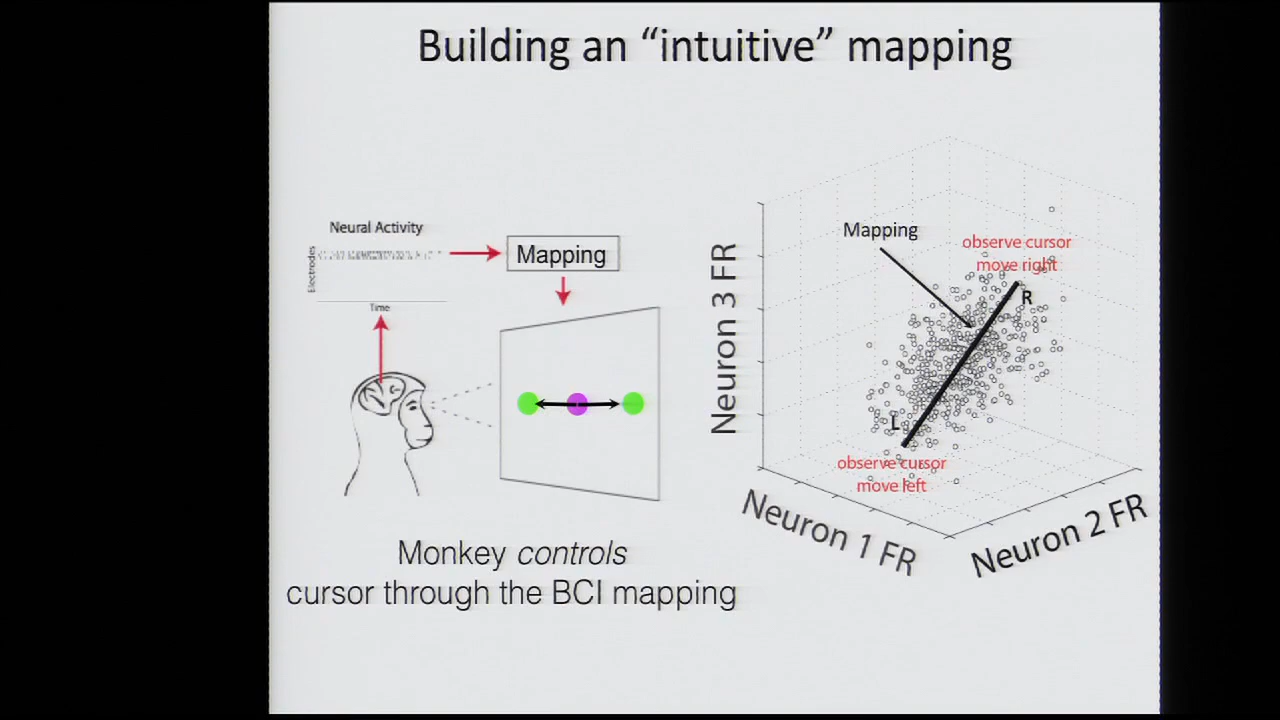 Building an “intuitive” mapping
Neural Activity
Electrodes
Time
Mapping
Monkey controls
cursor through the BCI mapping
Mapping
observe cursor
move right
R
L
observe cursor
move left
Neuron 3 FR
Neuron 1 FR
Neuron 2 FR